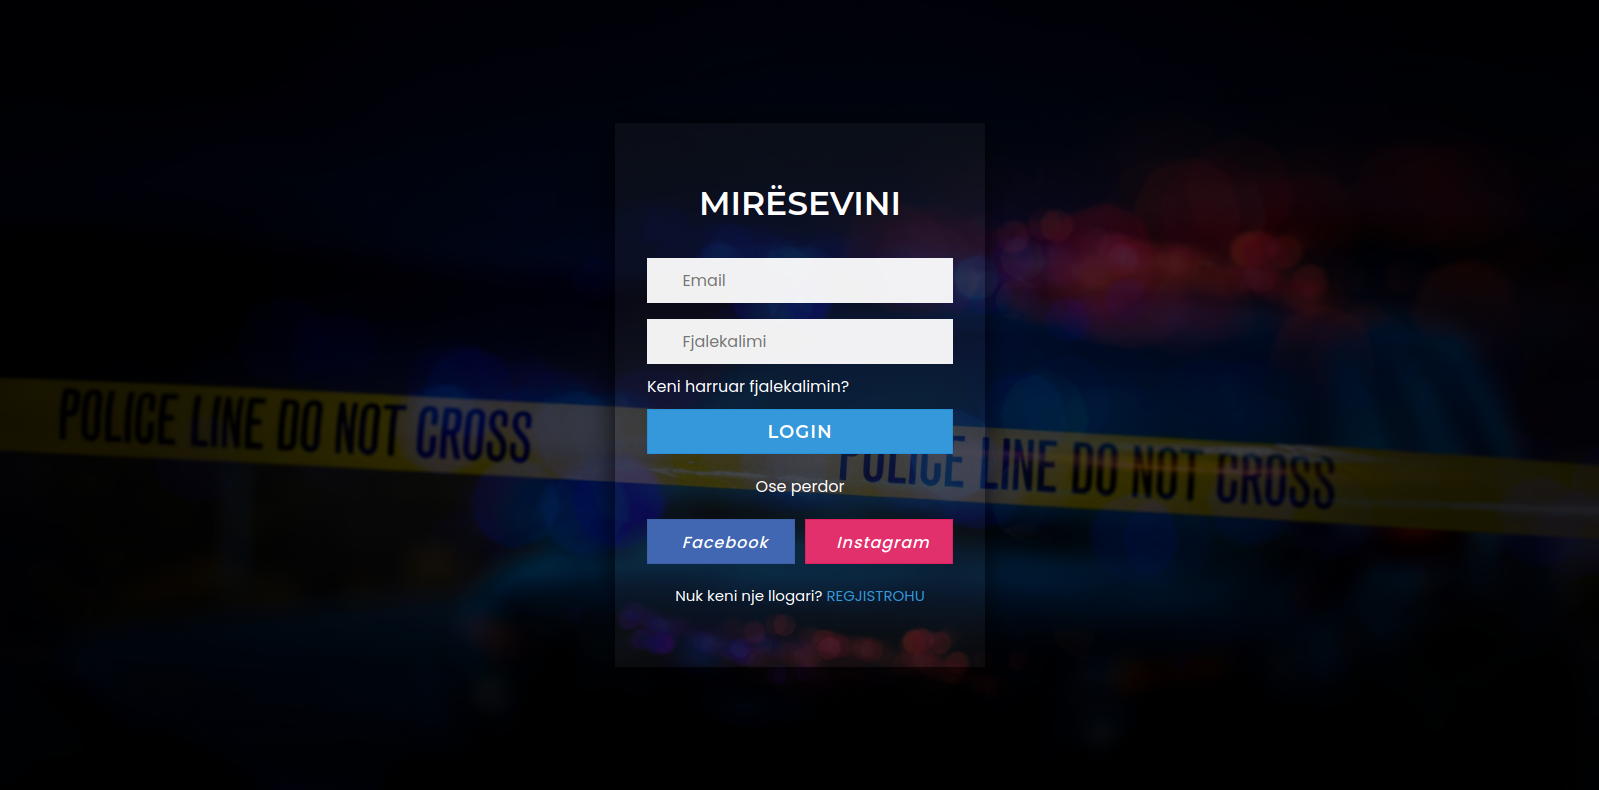 MIRËSEVINI
Email
Fjalekalimi
Keni harruar fjalekalimin?
POLICE LINE DO NOT CROSS
LOGIN
POLICE LINE DO NOT CROSS
Ose perdor
Facebook Instagram
Nuk keni nje llogari? REGJISTROHU